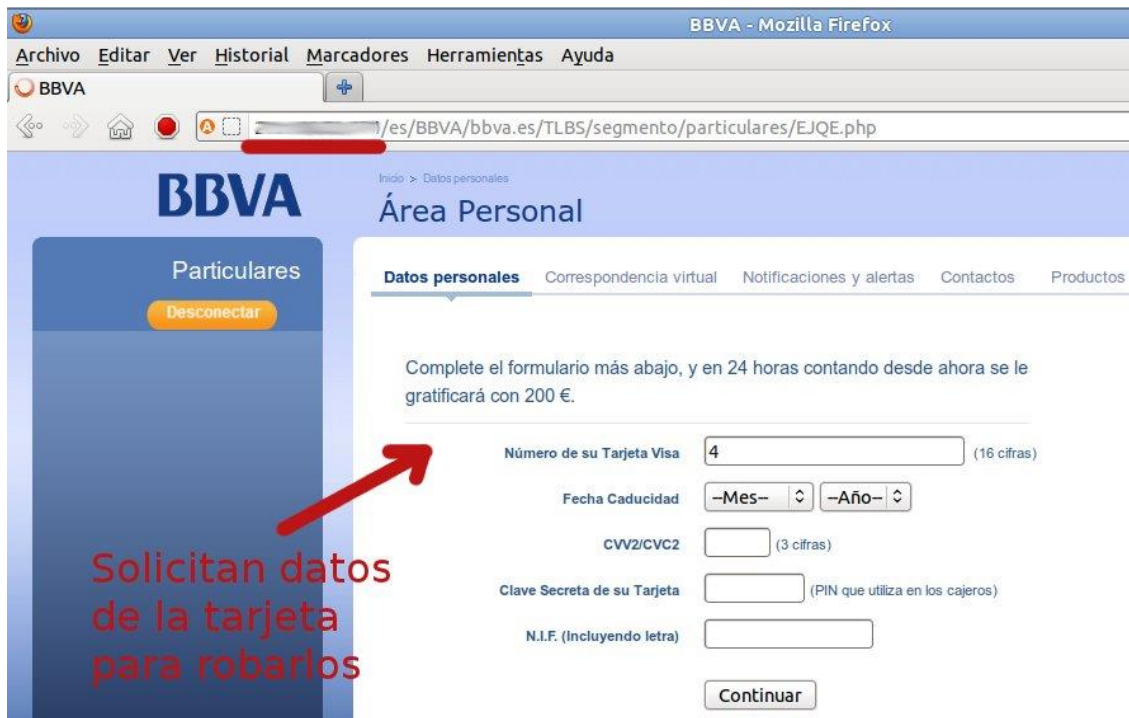 BBVA - Mozilla Firefox
Archivo Editar Ver Historial Marcadores Herramientas Ayuda
BBVA
/es/BBVA/bbva.es/TLBS/segmento/particulares/EJQE.php
BBVA
Inicio > Datos personales
Área Personal
Particulares
Desconectar
Datos personales Correspondencia virtual Notificaciones y alertas Contactos Productos
Complete el formulario más abajo, y en 24 horas contando desde ahora se le
gratificará con 200 €.
Número de su Tarjeta Visa 4 (16 cifras)
Fecha Caducidad --Mes-- --Año--
CVV2/CVC2 (3 cifras)
Clave Secreta de su Tarjeta (PIN que utiliza en los cajeros)
N.I.F. (Incluyendo letra)
Continuar
Solicitan datos
de la tarjeta
para robarlos